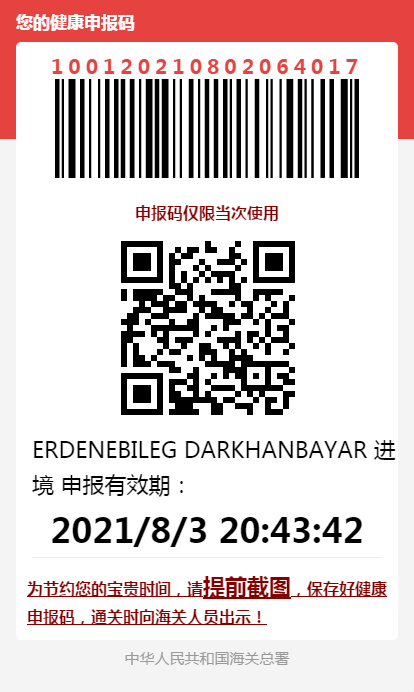 您的健康申报码
100120210802064017
申报码仅限当次使用
ERDENEBILEG DARKHANBAYAR 进
境 申报有效期：
2021/8/3 20:43:42
为节约您的宝贵时间，请提前截图，保存好健康
申报码，通关时向海关人员出示！
中华人民共和国海关总署